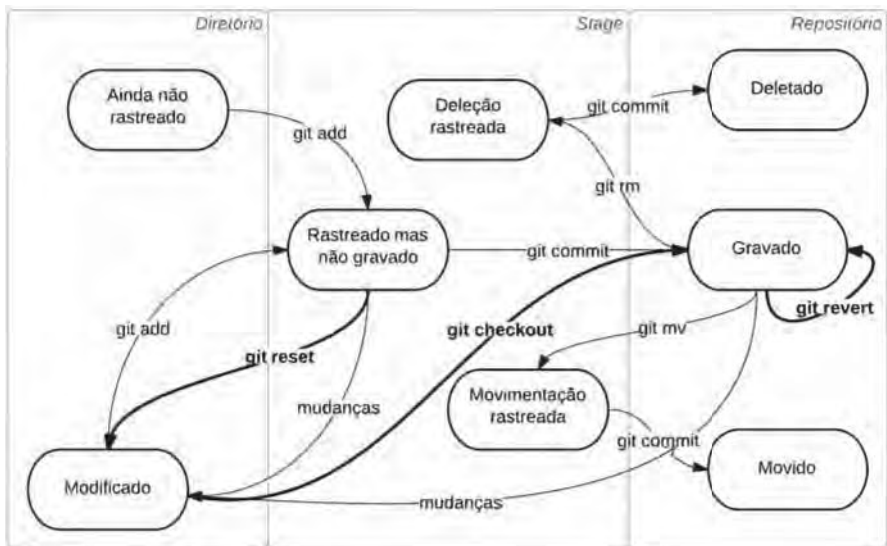 Diretório
Stage
Repositório
Ainda não
rastreado
git add
Deleção
rastreada
git commit
Deletado
git rm
Rastreado mas
não gravado
git commit
Gravado
git add
git reset
git checkout
git mv
git revert
mudanças
Movimentação
rastreada
git commit
Modificado
Movido
mudanças